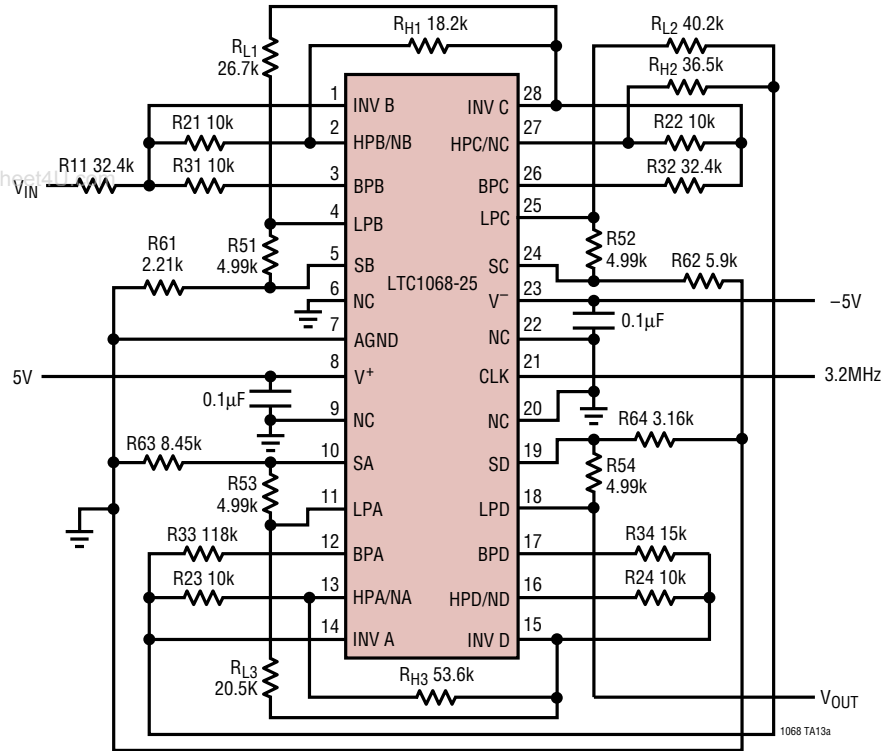 RH1 18.2k
RL1
26.7k
RL2 40.2k
RH2 36.5k
1 INV B
INV C 28
R21 10k
2 HPB/NB
HPC/NC 27
R22 10k
R11 32.4k
R31 10k
3 BPB
BPC 26
R32 32.4k
heet4U.com
VIN
4 LPB
LPC 25
R61
2.21k
R51
4.99k
5 SB
LTC1068-25
SC 24
R52
4.99k
R62 5.9k
6 NC
V– 23
–5V
7 AGND
NC 22
0.1µF
5V
8 V+
CLK 21
3.2MHz
0.1µF
9 NC
NC 20
R63 8.45k
10 SA
SD 19
R64 3.16k
R53
4.99k
11 LPA
LPD 18
R54
4.99k
R33 118k
12 BPA
BPD 17
R34 15k
R23 10k
13 HPA/NA
HPD/ND 16
R24 10k
14 INV A
INV D 15
RL3
20.5K
RH3 53.6k
VOUT
1068 TA13a